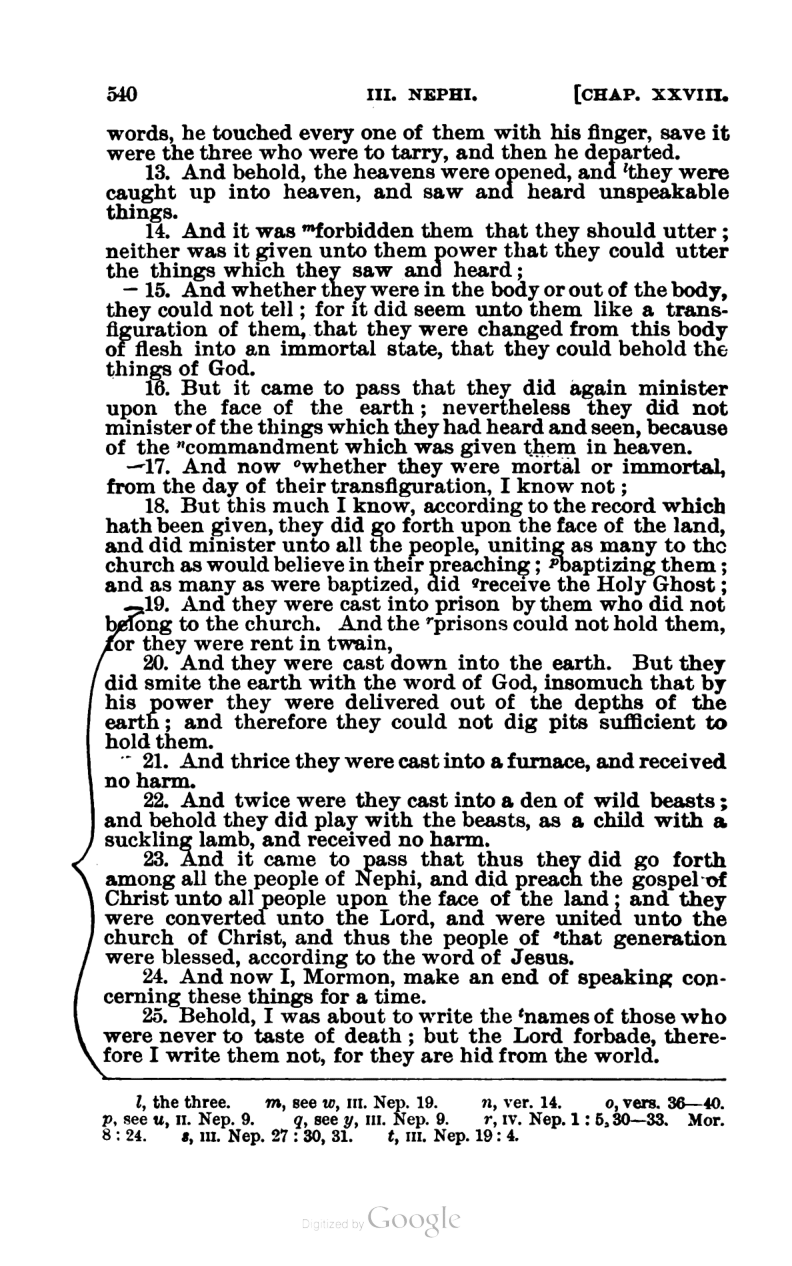 540 III. NEPHI. [CHAP. XXVIII.
words, he touched every one of them with his finger, save it
were the three who were to tarry, and then he departed.
13. And behold, the heavens were opened, and ˡthey were
caught up into heaven, and saw and heard unspeakable
things.
14. And it was ᵐforbidden them that they should utter;
neither was it given unto them power that they could utter
the things which they saw and heard;
— 15. And whether they were in the body or out of the body,
they could not tell; for it did seem unto them like a trans-
figuration of them, that they were changed from this body
of flesh into an immortal state, that they could behold the
things of God.
16. But it came to pass that they did again minister
upon the face of the earth; nevertheless they did not
minister of the things which they had heard and seen, because
of the ⁿcommandment which was given them in heaven.
—17. And now ᵒwhether they were mortal or immortal,
from the day of their transfiguration, I know not;
18. But this much I know, according to the record which
hath been given, they did go forth upon the face of the land,
and did minister unto all the people, uniting as many to the
church as would believe in their preaching; ᵖbaptizing them;
and as many as were baptized, did qreceive the Holy Ghost;
19. And they were cast into prison by them who did not
belong to the church. And the ʳprisons could not hold them,
for they were rent in twain,
20. And they were cast down into the earth. But they
did smite the earth with the word of God, insomuch that by
his power they were delivered out of the depths of the
earth; and therefore they could not dig pits sufficient to
hold them.
21. And thrice they were cast into a furnace, and received
no harm.
22. And twice were they cast into a den of wild beasts;
and behold they did play with the beasts, as a child with a
suckling lamb, and received no harm.
23. And it came to pass that thus they did go forth
among all the people of Nephi, and did preach the gospel of
Christ unto all people upon the face of the land; and they
were converted unto the Lord, and were united unto the
church of Christ, and thus the people of ˢthat generation
were blessed, according to the word of Jesus.
24. And now I, Mormon, make an end of speaking con-
cerning these things for a time.
25. Behold, I was about to write the ᵗnames of those who
were never to taste of death; but the Lord forbade, there-
fore I write them not, for they are hid from the world.
l, the three. m, see w, III. Nep. 19. n, ver. 14. o, vers. 36—40.
p, see u, II. Nep. 9. q, see y, III. Nep. 9. r, IV. Nep. 1 : 5, 30—33. Mor.
8 : 24. s, III. Nep. 27 : 30, 31. t, III. Nep. 19 : 4.
Digitized by Google